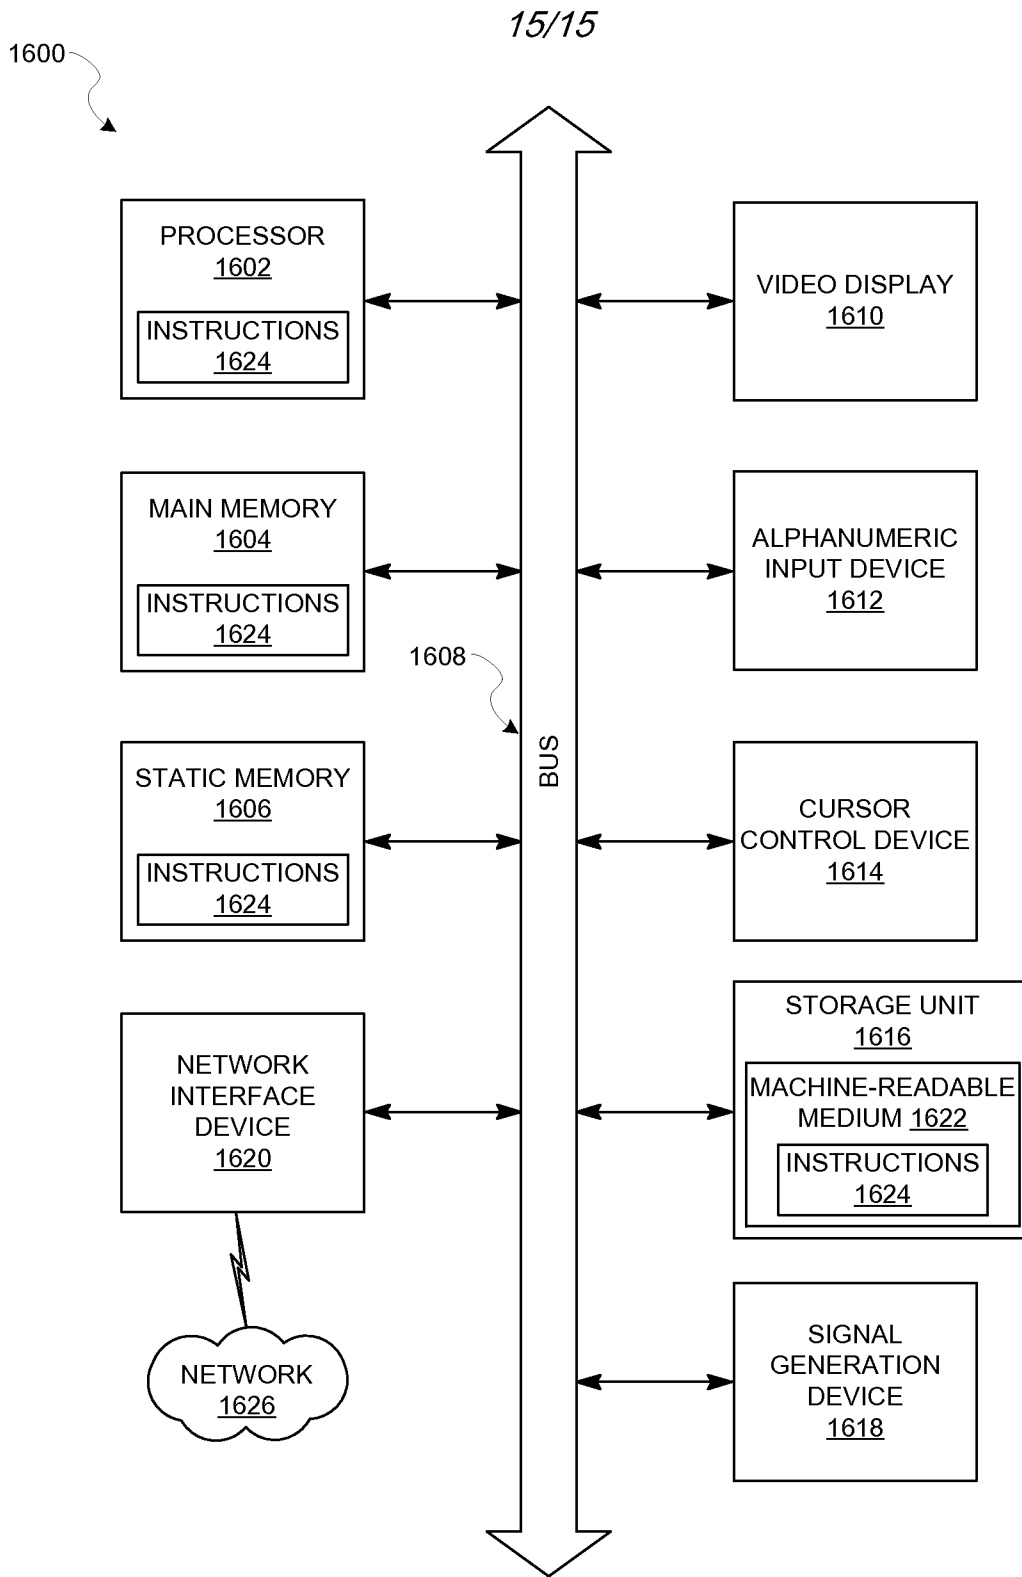 15/15
1600
PROCESSOR
1602
INSTRUCTIONS
1624
MAIN MEMORY
1604
INSTRUCTIONS
1624
STATIC MEMORY
1606
INSTRUCTIONS
1624
NETWORK
INTERFACE
DEVICE
1620
NETWORK
1626
1608
BUS
VIDEO DISPLAY
1610
ALPHANUMERIC
INPUT DEVICE
1612
CURSOR
CONTROL DEVICE
1614
STORAGE UNIT
1616
MACHINE-READABLE
MEDIUM 1622
INSTRUCTIONS
1624
SIGNAL
GENERATION
DEVICE
1618